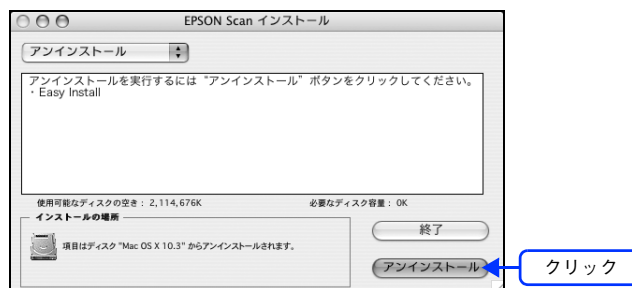 EPSON Scan インストール
アンインストール
アンインストールを実行するには“アンインストール”ボタンをクリックしてください。
・Easy Install
使用可能なディスクの空き： 2,114,676K 必要なディスク容量： 0K
インストールの場所
項目はディスク "Mac OS X 10.3" からアンインストールされます。
終了
アンインストール クリック